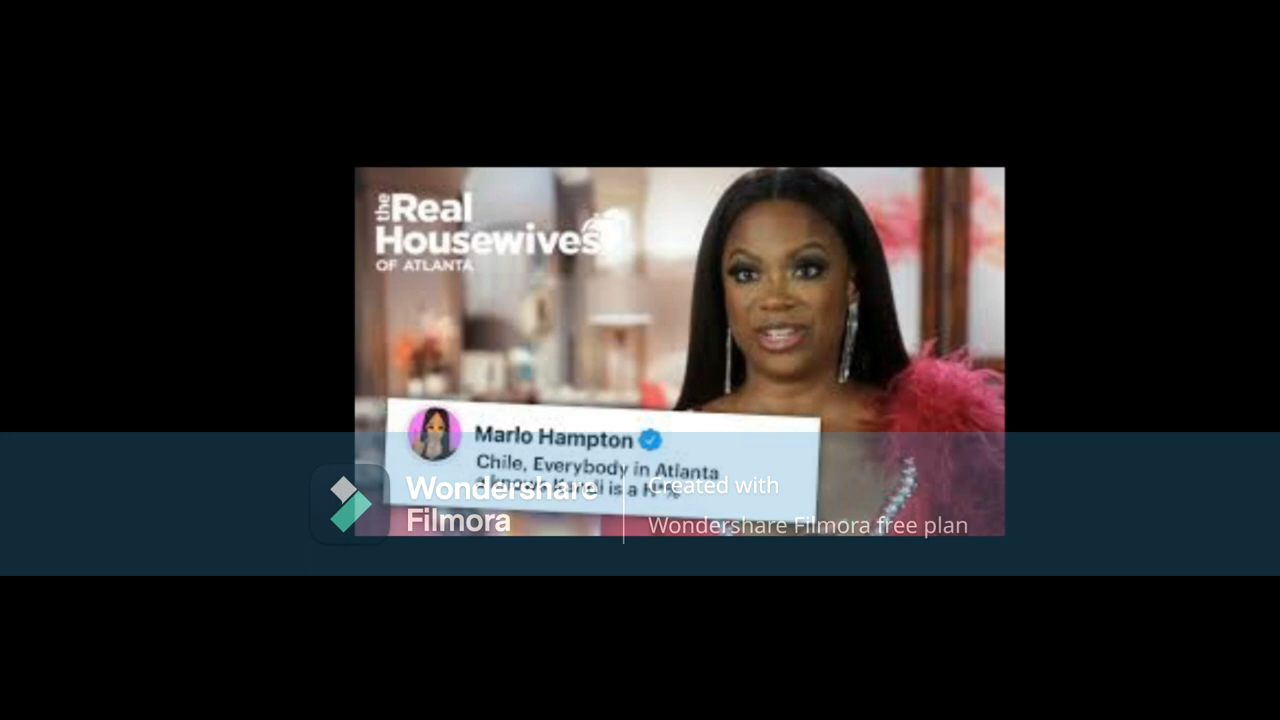 the
Real
Housewives
OF ATLANTA
Marlo Hampton
Chile, Everybody in Atlanta
is a
Wondershare
Filmora
Created with
Wondershare Filmora free plan